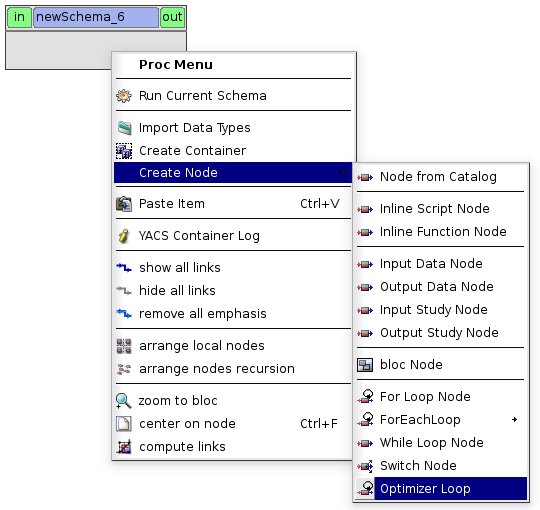 in newSchema_6 out
Proc Menu
Run Current Schema
Import Data Types
Create Container
Create Node
Paste Item Ctrl+V
YACS Container Log
show all links
hide all links
remove all emphasis
arrange local nodes
arrange nodes recursion
zoom to bloc
center on node Ctrl+F
compute links
Node from Catalog
Inline Script Node
Inline Function Node
Input Data Node
Output Data Node
Input Study Node
Output Study Node
bloc Node
For Loop Node
ForEachLoop
While Loop Node
Switch Node
Optimizer Loop